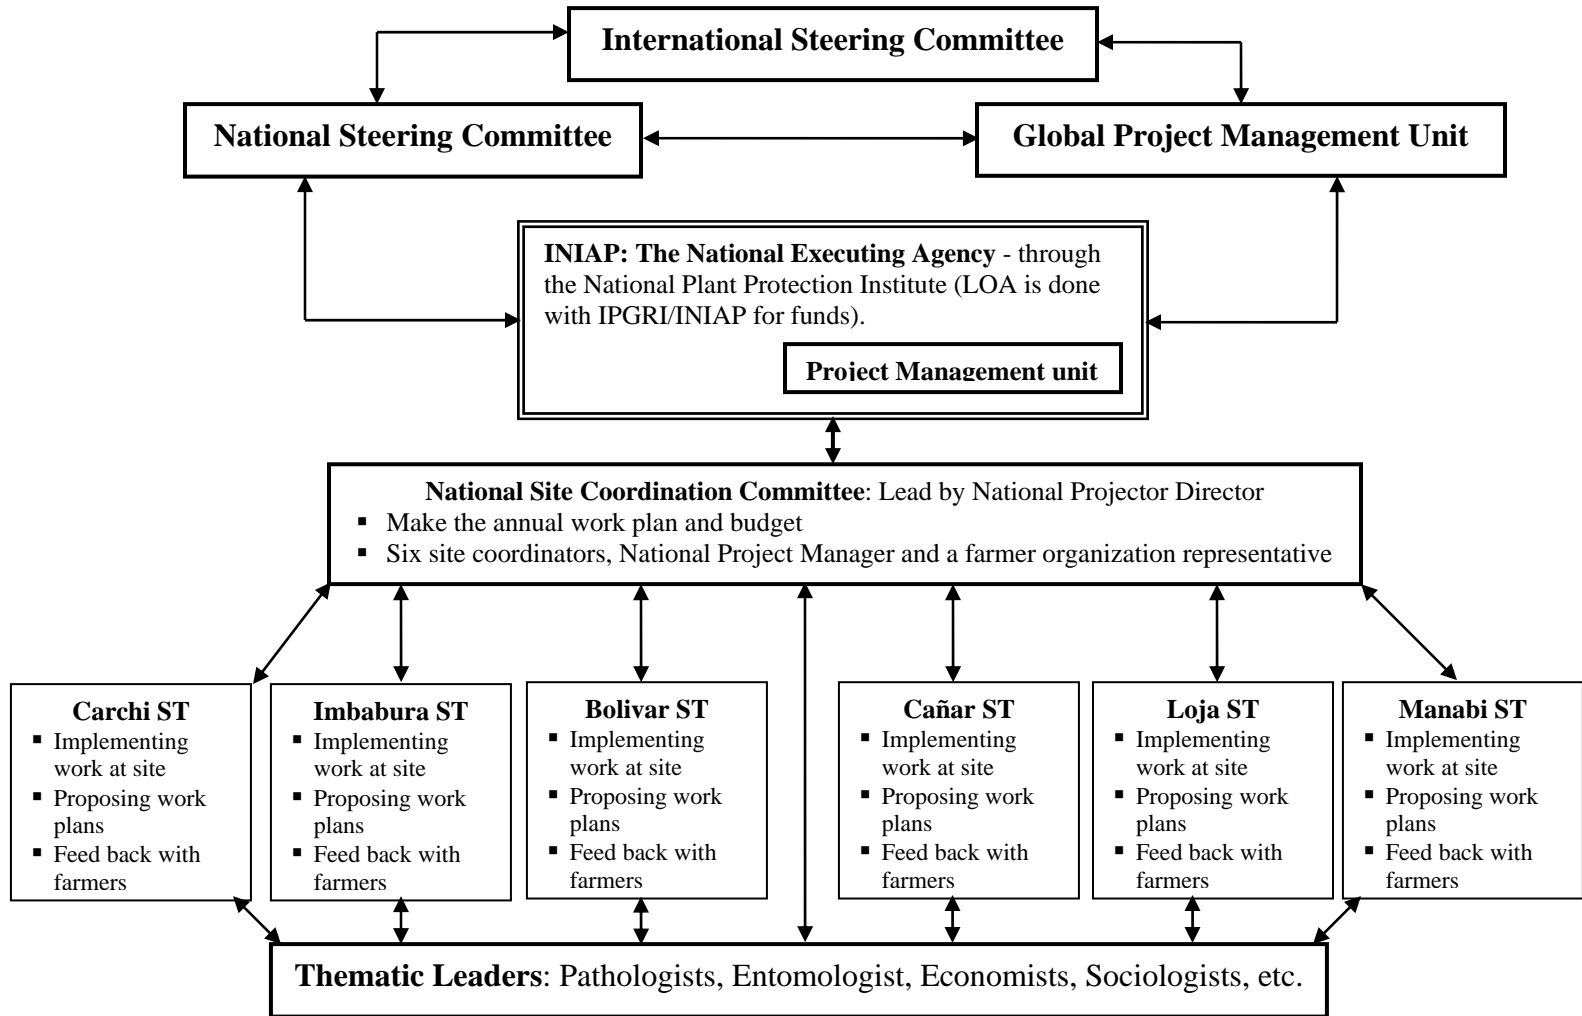 International Steering Committee
National Steering Committee
Global Project Management Unit
INIAP: The National Executing Agency - through
the National Plant Protection Institute (LOA is done
with IPGRI/INIAP for funds).
Project Management unit
National Site Coordination Committee: Lead by National Projector Director
▪ Make the annual work plan and budget
▪ Six site coordinators, National Project Manager and a farmer organization representative
Carchi ST
▪ Implementing
work at site
▪ Proposing work
plans
▪ Feed back with
farmers
Imbabura ST
▪ Implementing
work at site
▪ Proposing work
plans
▪ Feed back with
farmers
Bolivar ST
▪ Implementing
work at site
▪ Proposing work
plans
▪ Feed back with
farmers
Cañar ST
▪ Implementing
work at site
▪ Proposing work
plans
▪ Feed back with
farmers
Loja ST
▪ Implementing
work at site
▪ Proposing work
plans
▪ Feed back with
farmers
Manabi ST
▪ Implementing
work at site
▪ Proposing work
plans
▪ Feed back with
farmers
Thematic Leaders: Pathologists, Entomologist, Economists, Sociologists, etc.